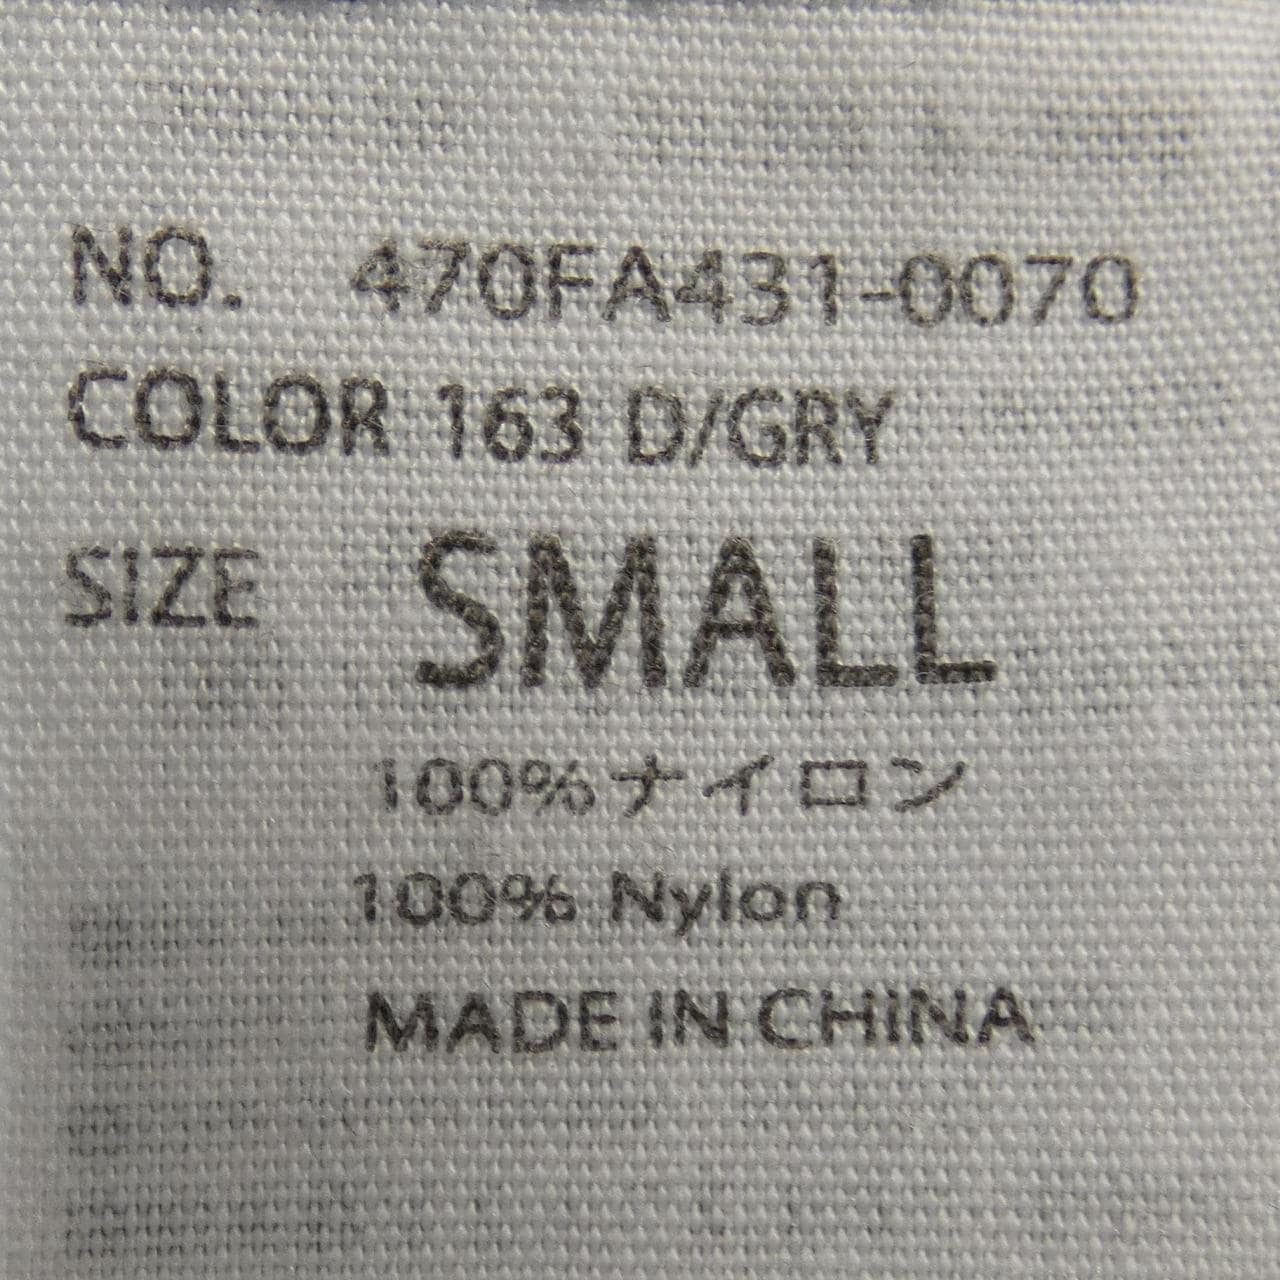 NO. 470FA431-0070
COLOR 163 D/GRY
SIZE SMALL
100%ナイロン
100% Nylon
MADE IN CHINA